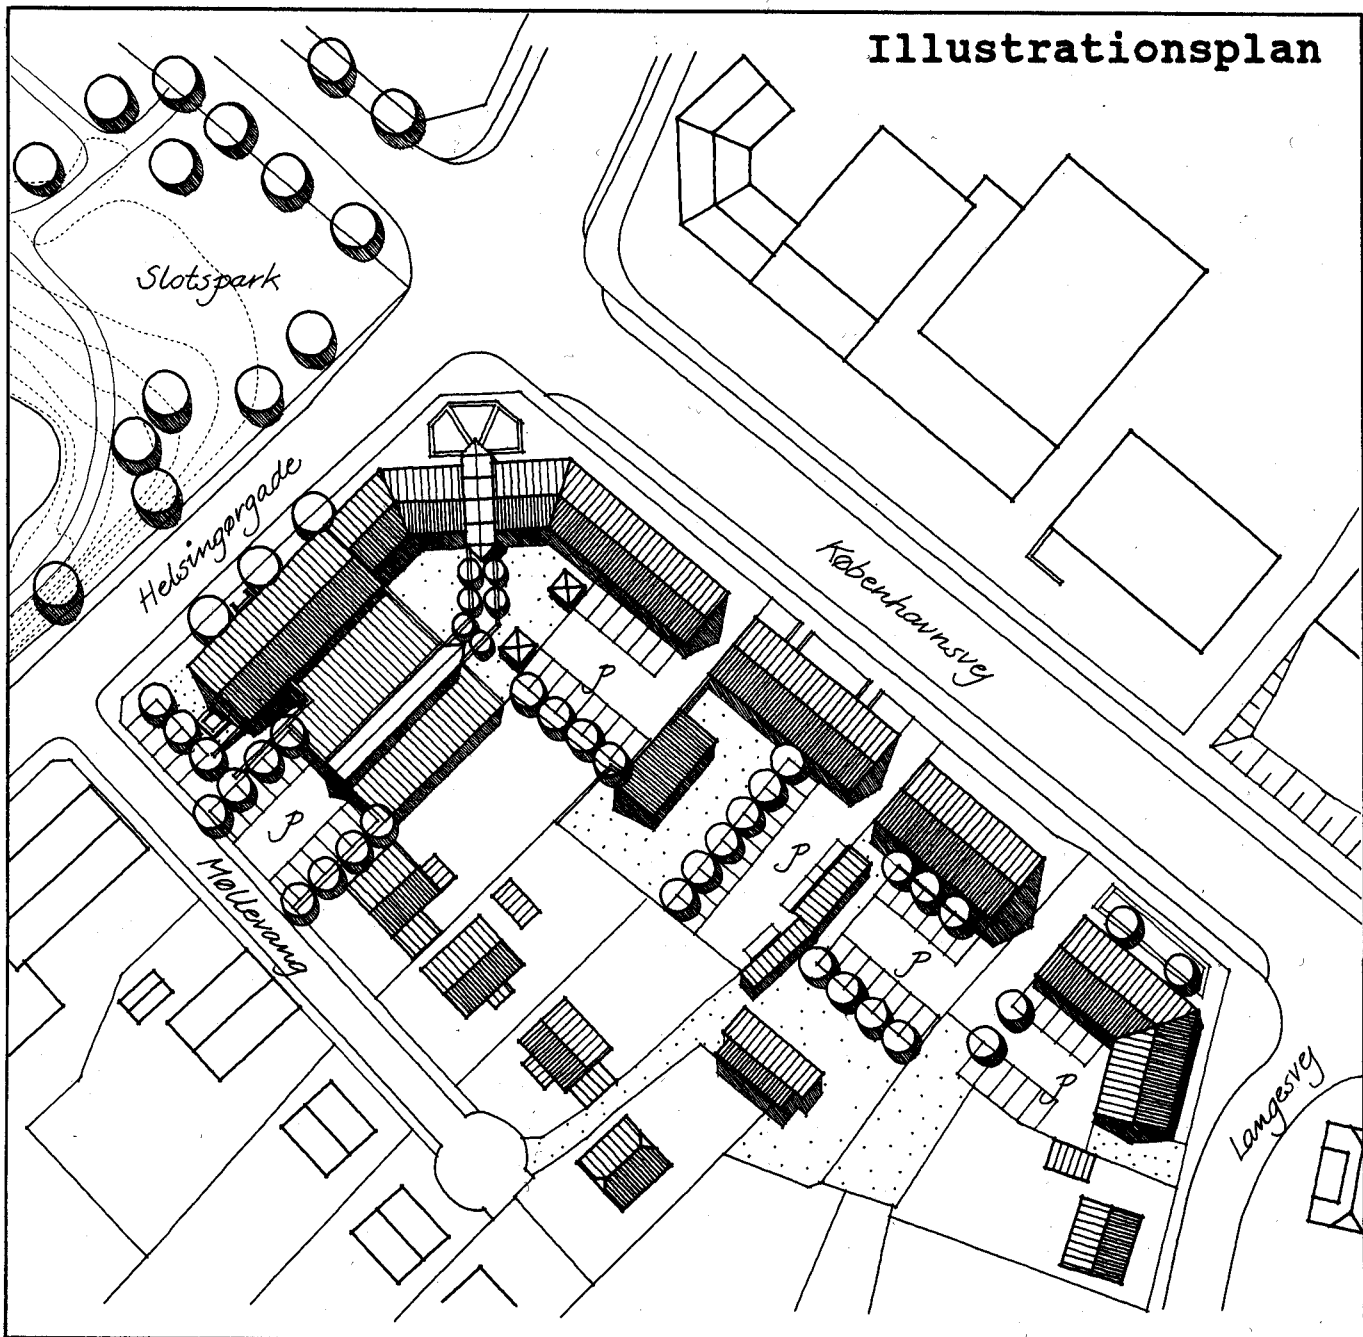 Illustrationsplan
Slotspark
Helsingørgade
Københavnsvej
P
P
P
Møllevang
P
P
Langesvej